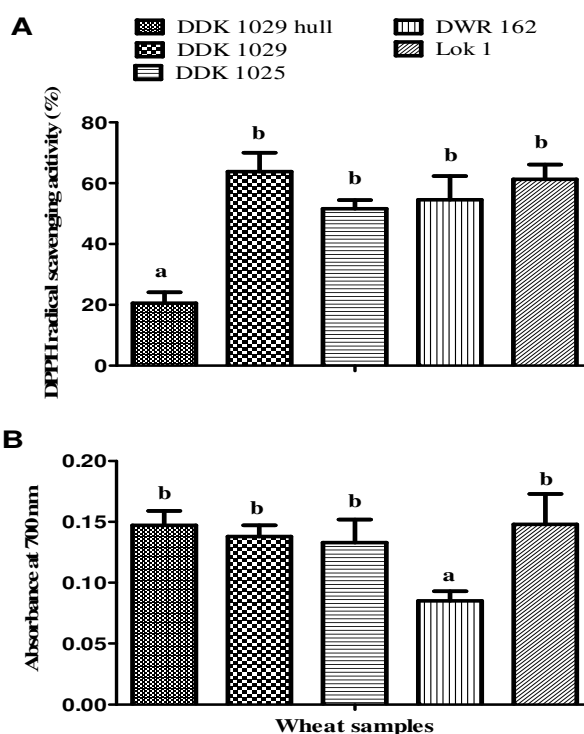 A
DDK 1029 hull
DDK 1029
DDK 1025
DWR 162
Lok 1
DPPH radical scavenging acitivity (%)
80
60
40
20
0
a
b
b
b
b
B
Absorbance at 700 nm
0.20
0.15
0.10
0.05
0.00
b
b
b
a
b
Wheat samples